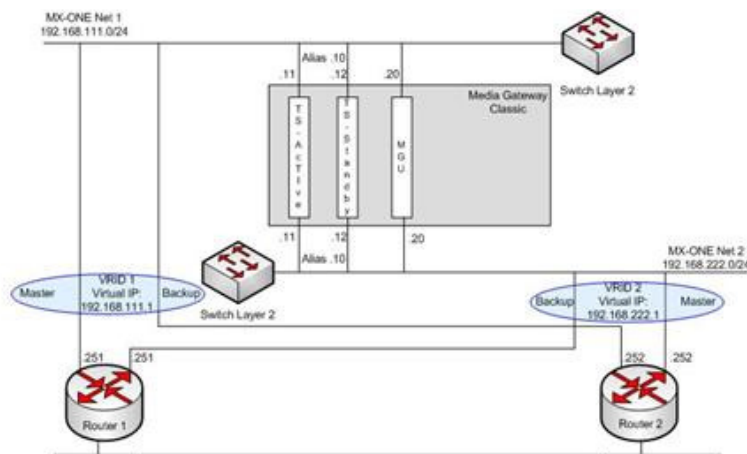 MX-ONE Net 1
192.168.111.0/24
Alias .10
.11
.12
.20
Switch Layer 2
Media Gateway
Classic
TS-AcTIve
TS-Standby
MGU
.11
Alias .10
.12
.20
MX-ONE Net 2
192.168.222.0/24
Master
VRID 1
Virtual IP:
192.168.111.1
Backup
Switch Layer 2
Backup
VRID 2
Virtual IP:
192.168.222.1
Master
.251
.251
.252
.252
Router 1
Router 2